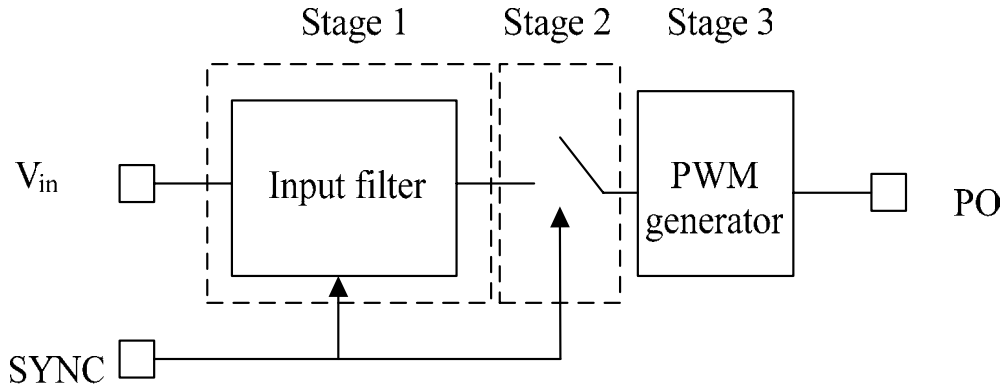 Stage 1
Stage 2
Stage 3
Vin
Input filter
PWM
generator
PO
SYNC